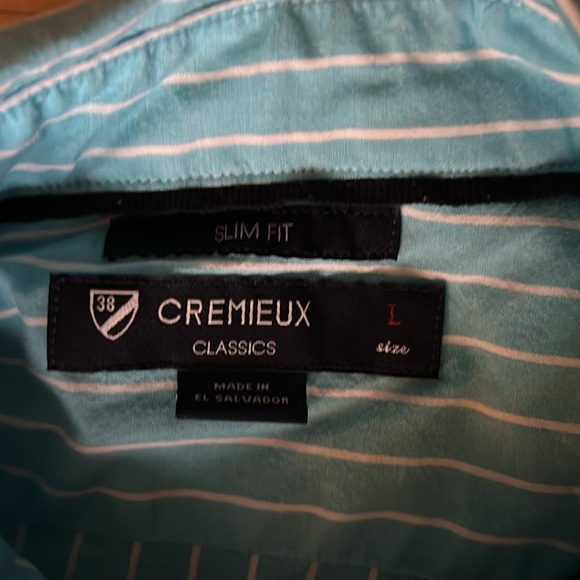 SLIM FIT
38 CREMIEUX L
CLASSICS size
MADE IN
EL SALVADOR